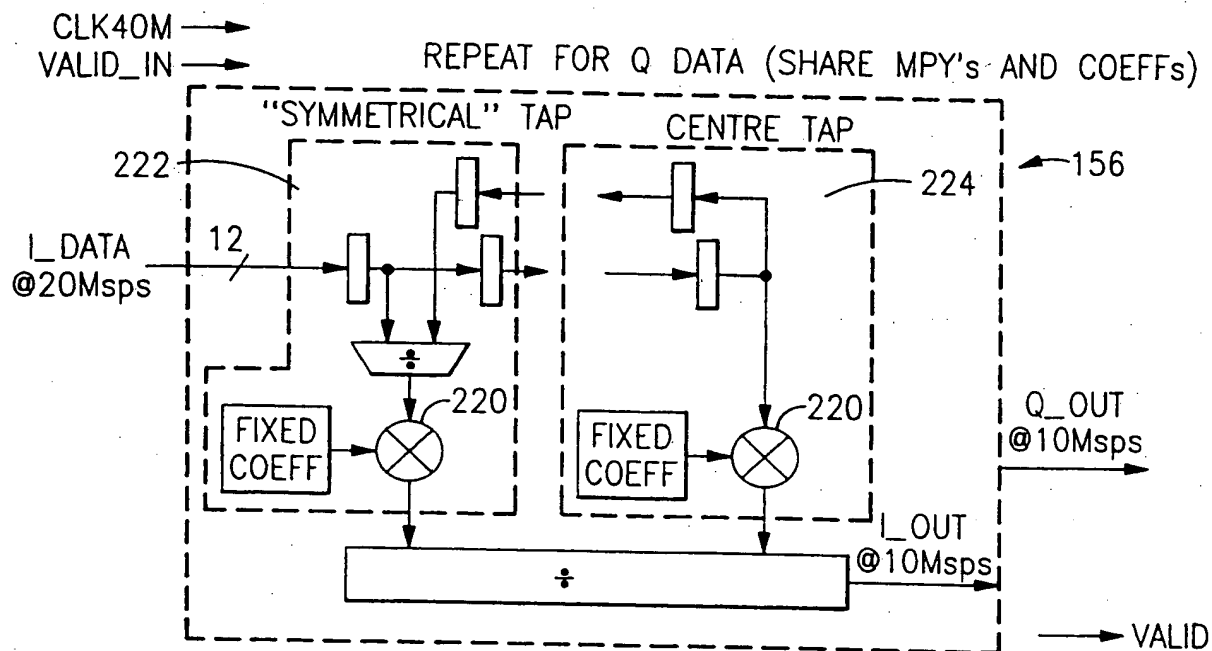 CLK40M
VALID_IN
REPEAT FOR Q DATA (SHARE MPY's AND COEFFs)
"SYMMETRICAL" TAP
CENTRE TAP
222
224
156
I_DATA
@20Msps
12
÷
220
220
FIXED
COEFF
FIXED
COEFF
Q_OUT
@10Msps
I_OUT
@10Msps
÷
VALID